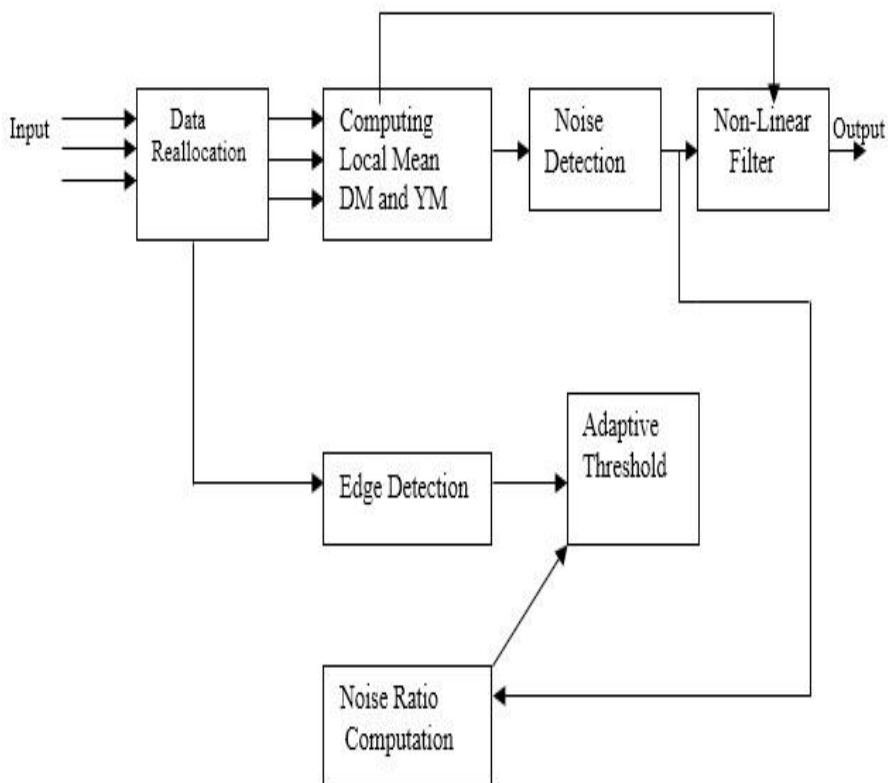 Input
Data
Reallocation
Computing
Local Mean
DM and YM
Noise
Detection
Non-Linear
Filter
Output
Edge Detection
Adaptive
Threshold
Noise Ratio
Computation